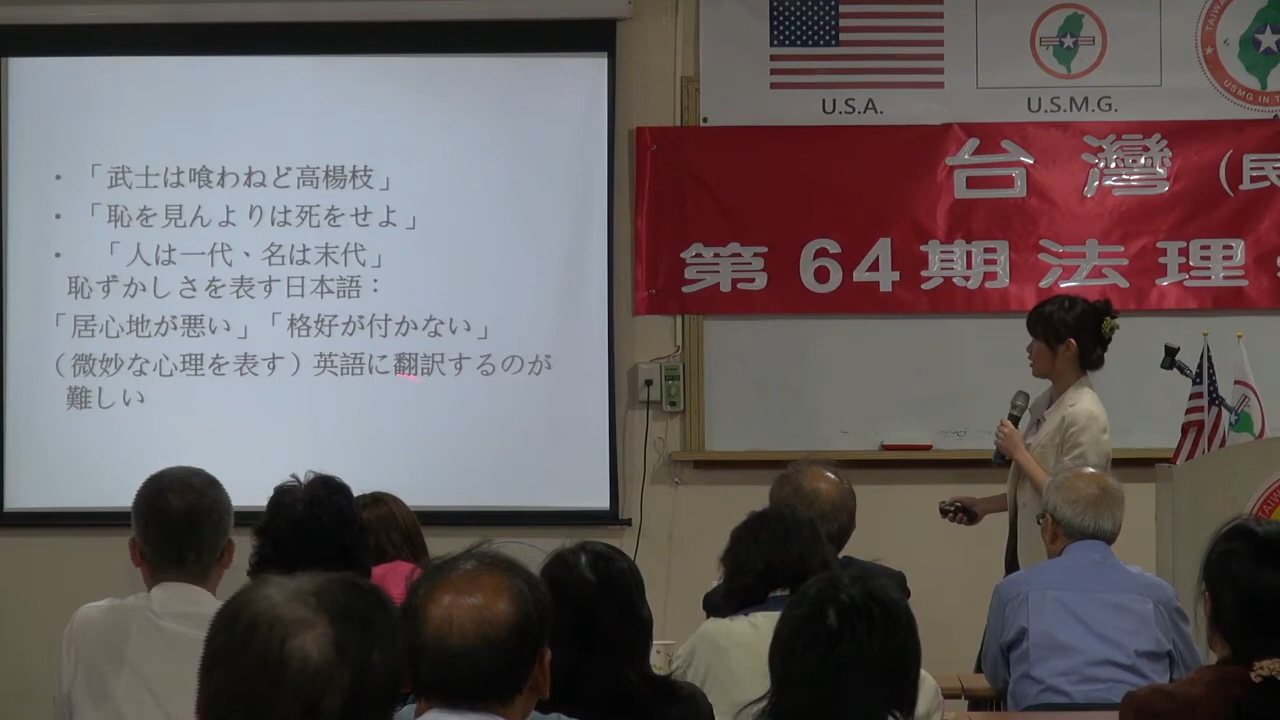 ・「武士は喰わねど高楊枝」
・「恥を見んよりは死をせよ」
・「人は一代、名は末代」
恥ずかしさを表す日本語：
「居心地が悪い」「格好が付かない」
（微妙な心理を表す）英語に翻訳するのが
難しい
U.S.A.
U.S.M.G.
USMG IN T
台灣（民
第64期法理